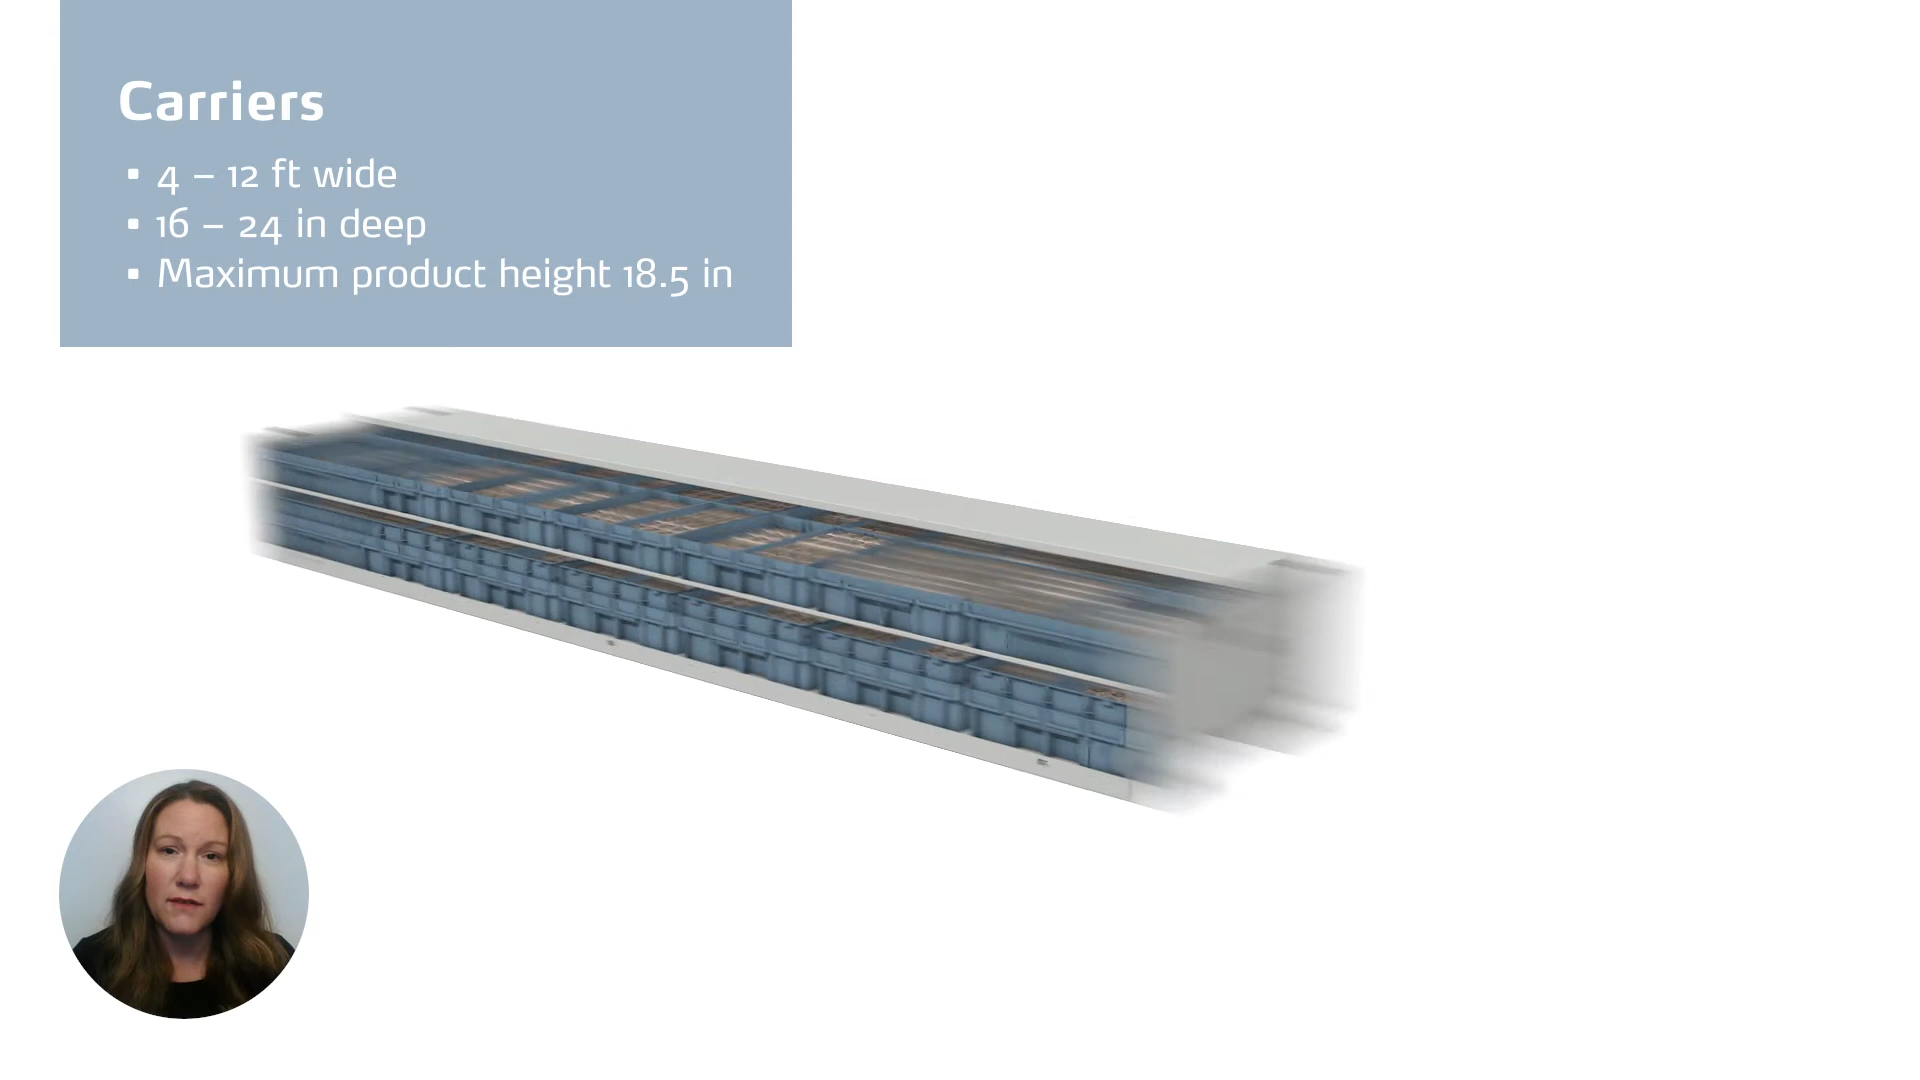 Carriers
▪ 4 – 12 ft wide
▪ 16 – 24 in deep
▪ Maximum product height 18.5 in